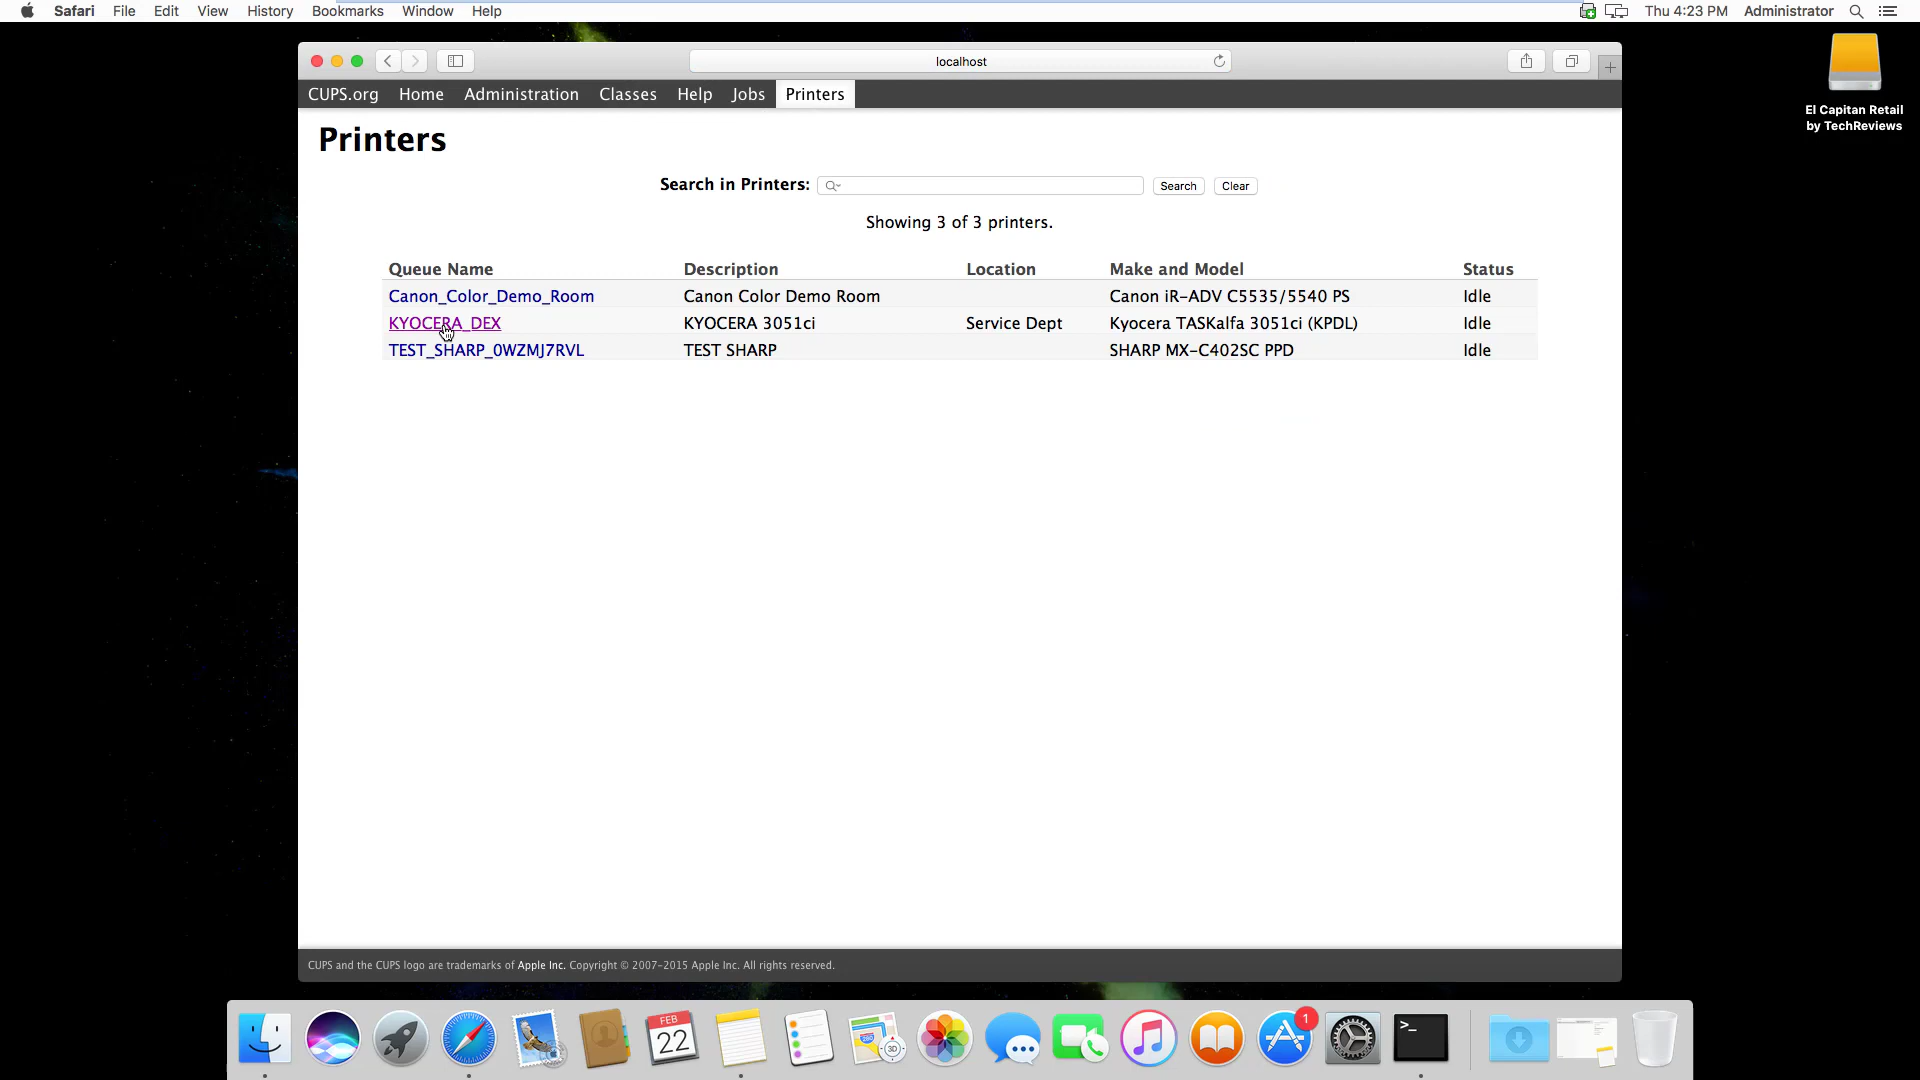 Safari File Edit View History Bookmarks Window Help Thu 4:23 PM Administrator
localhost
CUPS.org Home Administration Classes Help Jobs Printers
Printers
Search in Printers: Search Clear
Showing 3 of 3 printers.
Queue Name Description Location Make and Model Status
Canon_Color_Demo_Room Canon Color Demo Room Canon iR-ADV C5535/5540 PS Idle
KYOCERA_DEX KYOCERA 3051ci Service Dept Kyocera TASKalfa 3051ci (KPDL) Idle
TEST_SHARP_0WZMJ7RVL TEST SHARP SHARP MX-C402SC PPD Idle
El Capitan Retail
by TechReviews
CUPS and the CUPS logo are trademarks of Apple Inc. Copyright © 2007-2015 Apple Inc. All rights reserved.
FEB
22
3D
1
>_